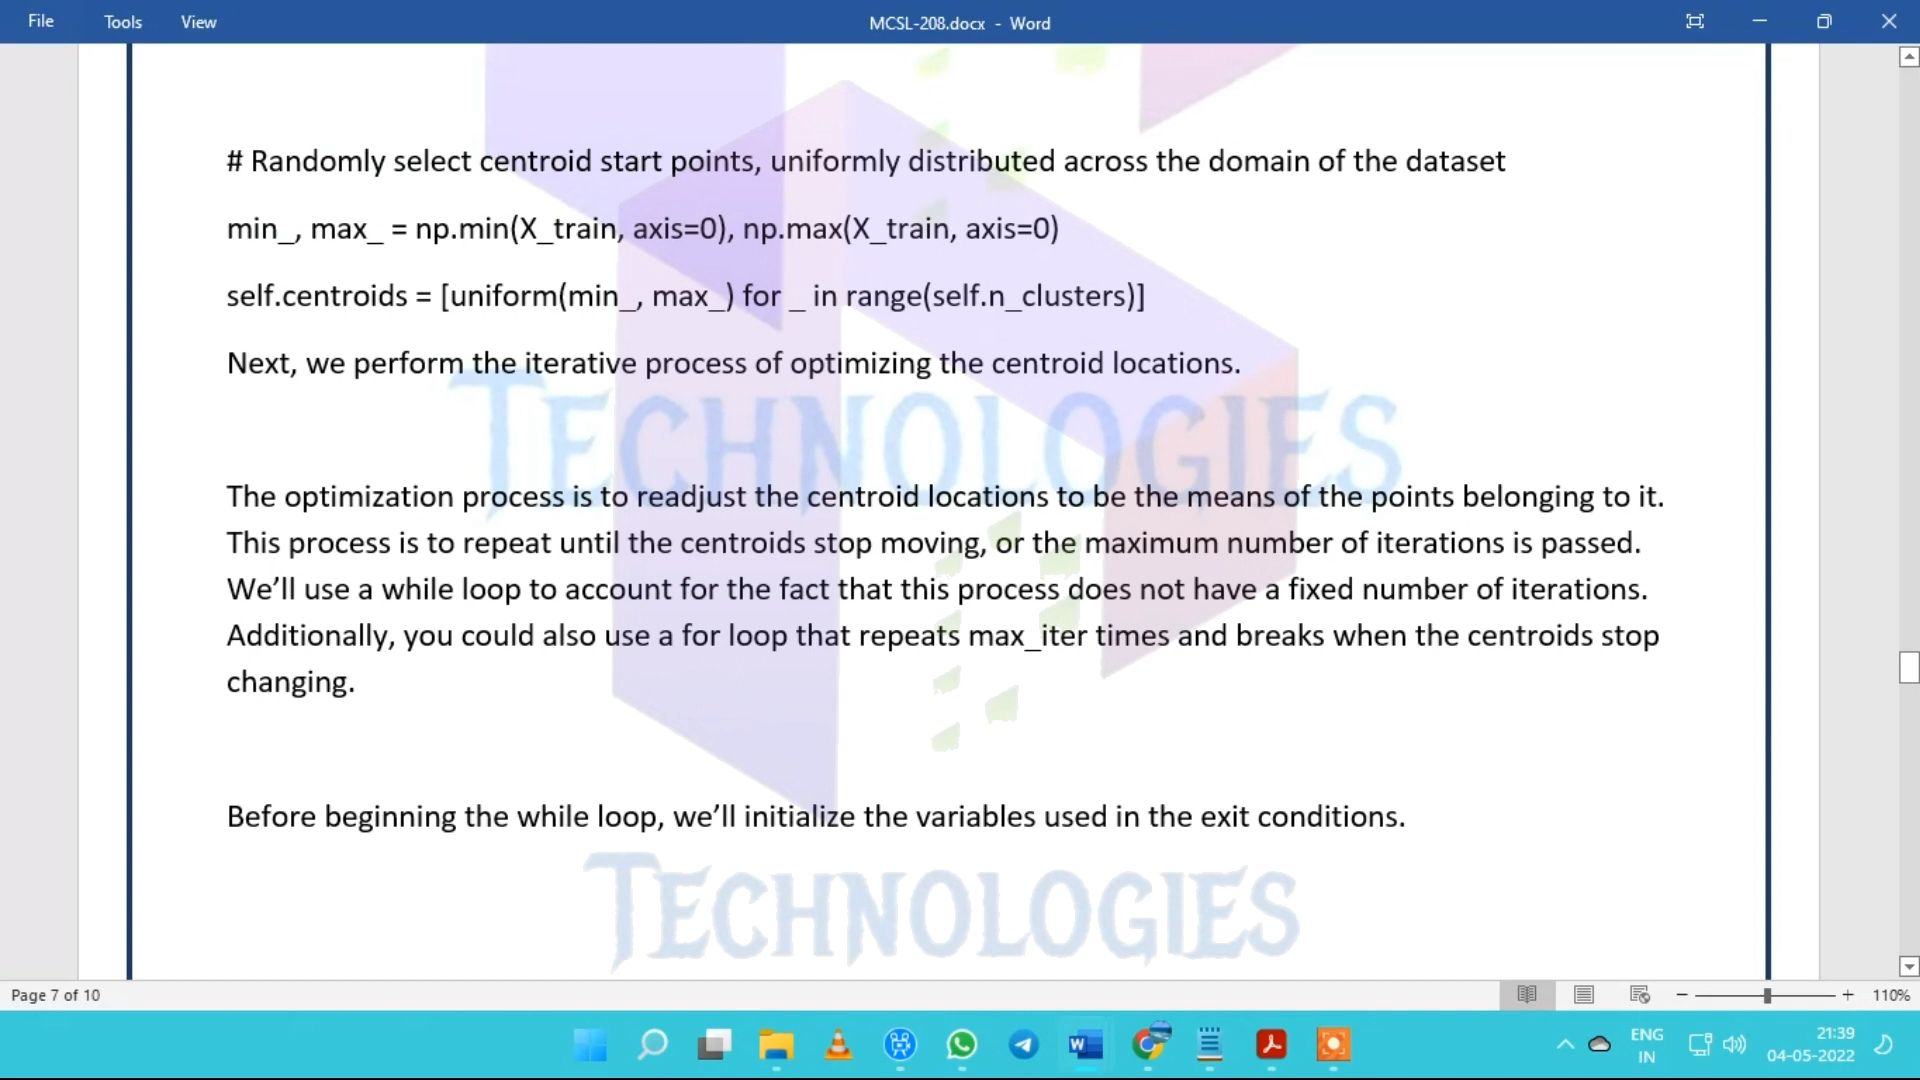 File Tools View MCSL-208.docx - Word
# Randomly select centroid start points, uniformly distributed across the domain of the dataset
min_, max_ = np.min(X_train, axis=0), np.max(X_train, axis=0)
self.centroids = [uniform(min_, max_) for _ in range(self.n_clusters)]
Next, we perform the iterative process of optimizing the centroid locations.
TECHNOLOGIES
The optimization process is to readjust the centroid locations to be the means of the points belonging to it.
This process is to repeat until the centroids stop moving, or the maximum number of iterations is passed.
We’ll use a while loop to account for the fact that this process does not have a fixed number of iterations.
Additionally, you could also use a for loop that repeats max_iter times and breaks when the centroids stop
changing.
Before beginning the while loop, we’ll initialize the variables used in the exit conditions.
TECHNOLOGIES
Page 7 of 10 110%
ENG 21:39
IN 04-05-2022